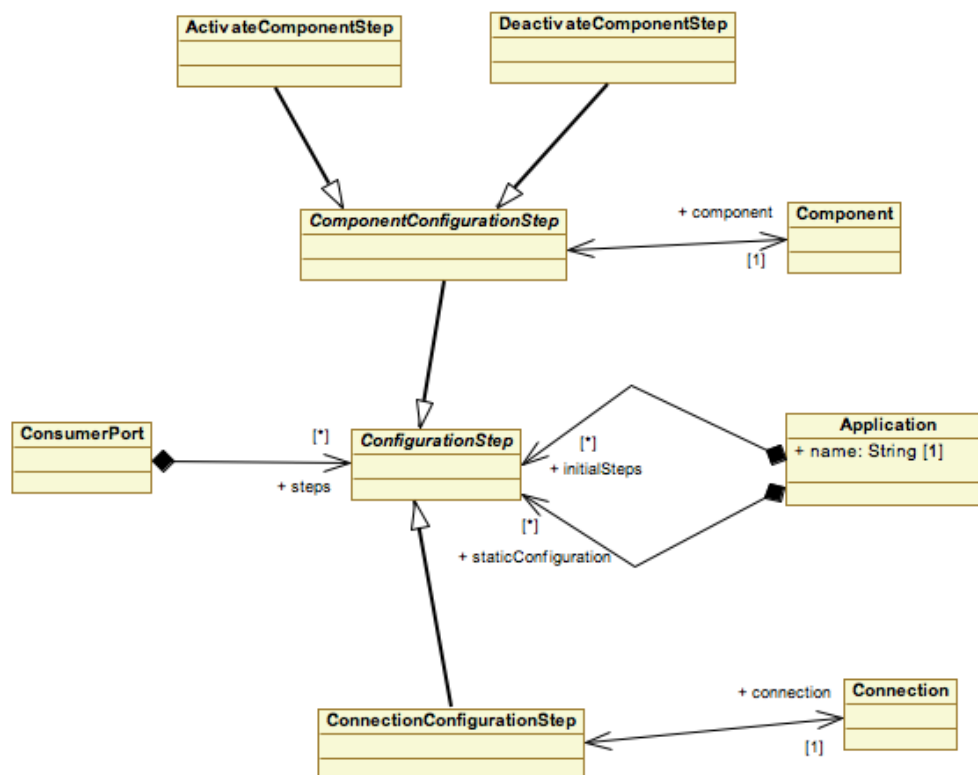 ActivateComponentStep
DeactivateComponentStep
ComponentConfigurationStep
+ component
[1]
Component
ConsumerPort
[*]
+ steps
ConfigurationStep
[*]
+ initialSteps
[*]
+ staticConfiguration
Application
+ name: String [1]
ConnectionConfigurationStep
+ connection
[1]
Connection